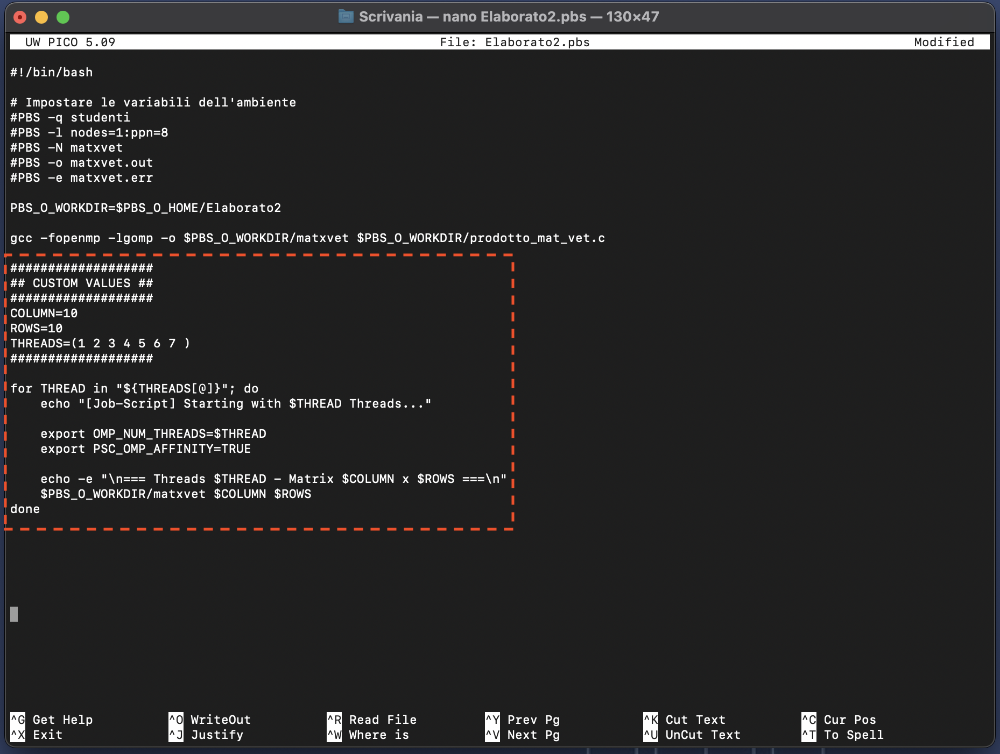 Scrivania — nano Elaborato2.pbs — 130×47
UW PICO 5.09 File: Elaborato2.pbs Modified
#!/bin/bash
# Impostare le variabili dell'ambiente
#PBS -q studenti
#PBS -l nodes=1:ppn=8
#PBS -N matxvet
#PBS -o matxvet.out
#PBS -e matxvet.err
PBS_O_WORKDIR=$PBS_O_HOME/Elaborato2
gcc -fopenmp -lgomp -o $PBS_O_WORKDIR/matxvet $PBS_O_WORKDIR/prodotto_mat_vet.c
###################
## CUSTOM VALUES ##
###################
COLUMN=10
ROWS=10
THREADS=(1 2 3 4 5 6 7 )
###################
for THREAD in "${THREADS[@]}"; do
    echo "[Job-Script] Starting with $THREAD Threads..."
    export OMP_NUM_THREADS=$THREAD
    export PSC_OMP_AFFINITY=TRUE
    echo -e "\n=== Threads $THREAD - Matrix $COLUMN x $ROWS ===\n"
    $PBS_O_WORKDIR/matxvet $COLUMN $ROWS
done
^G Get Help ^O WriteOut ^R Read File ^Y Prev Pg ^K Cut Text ^C Cur Pos
^X Exit ^J Justify ^W Where is ^V Next Pg ^U UnCut Text ^T To Spell